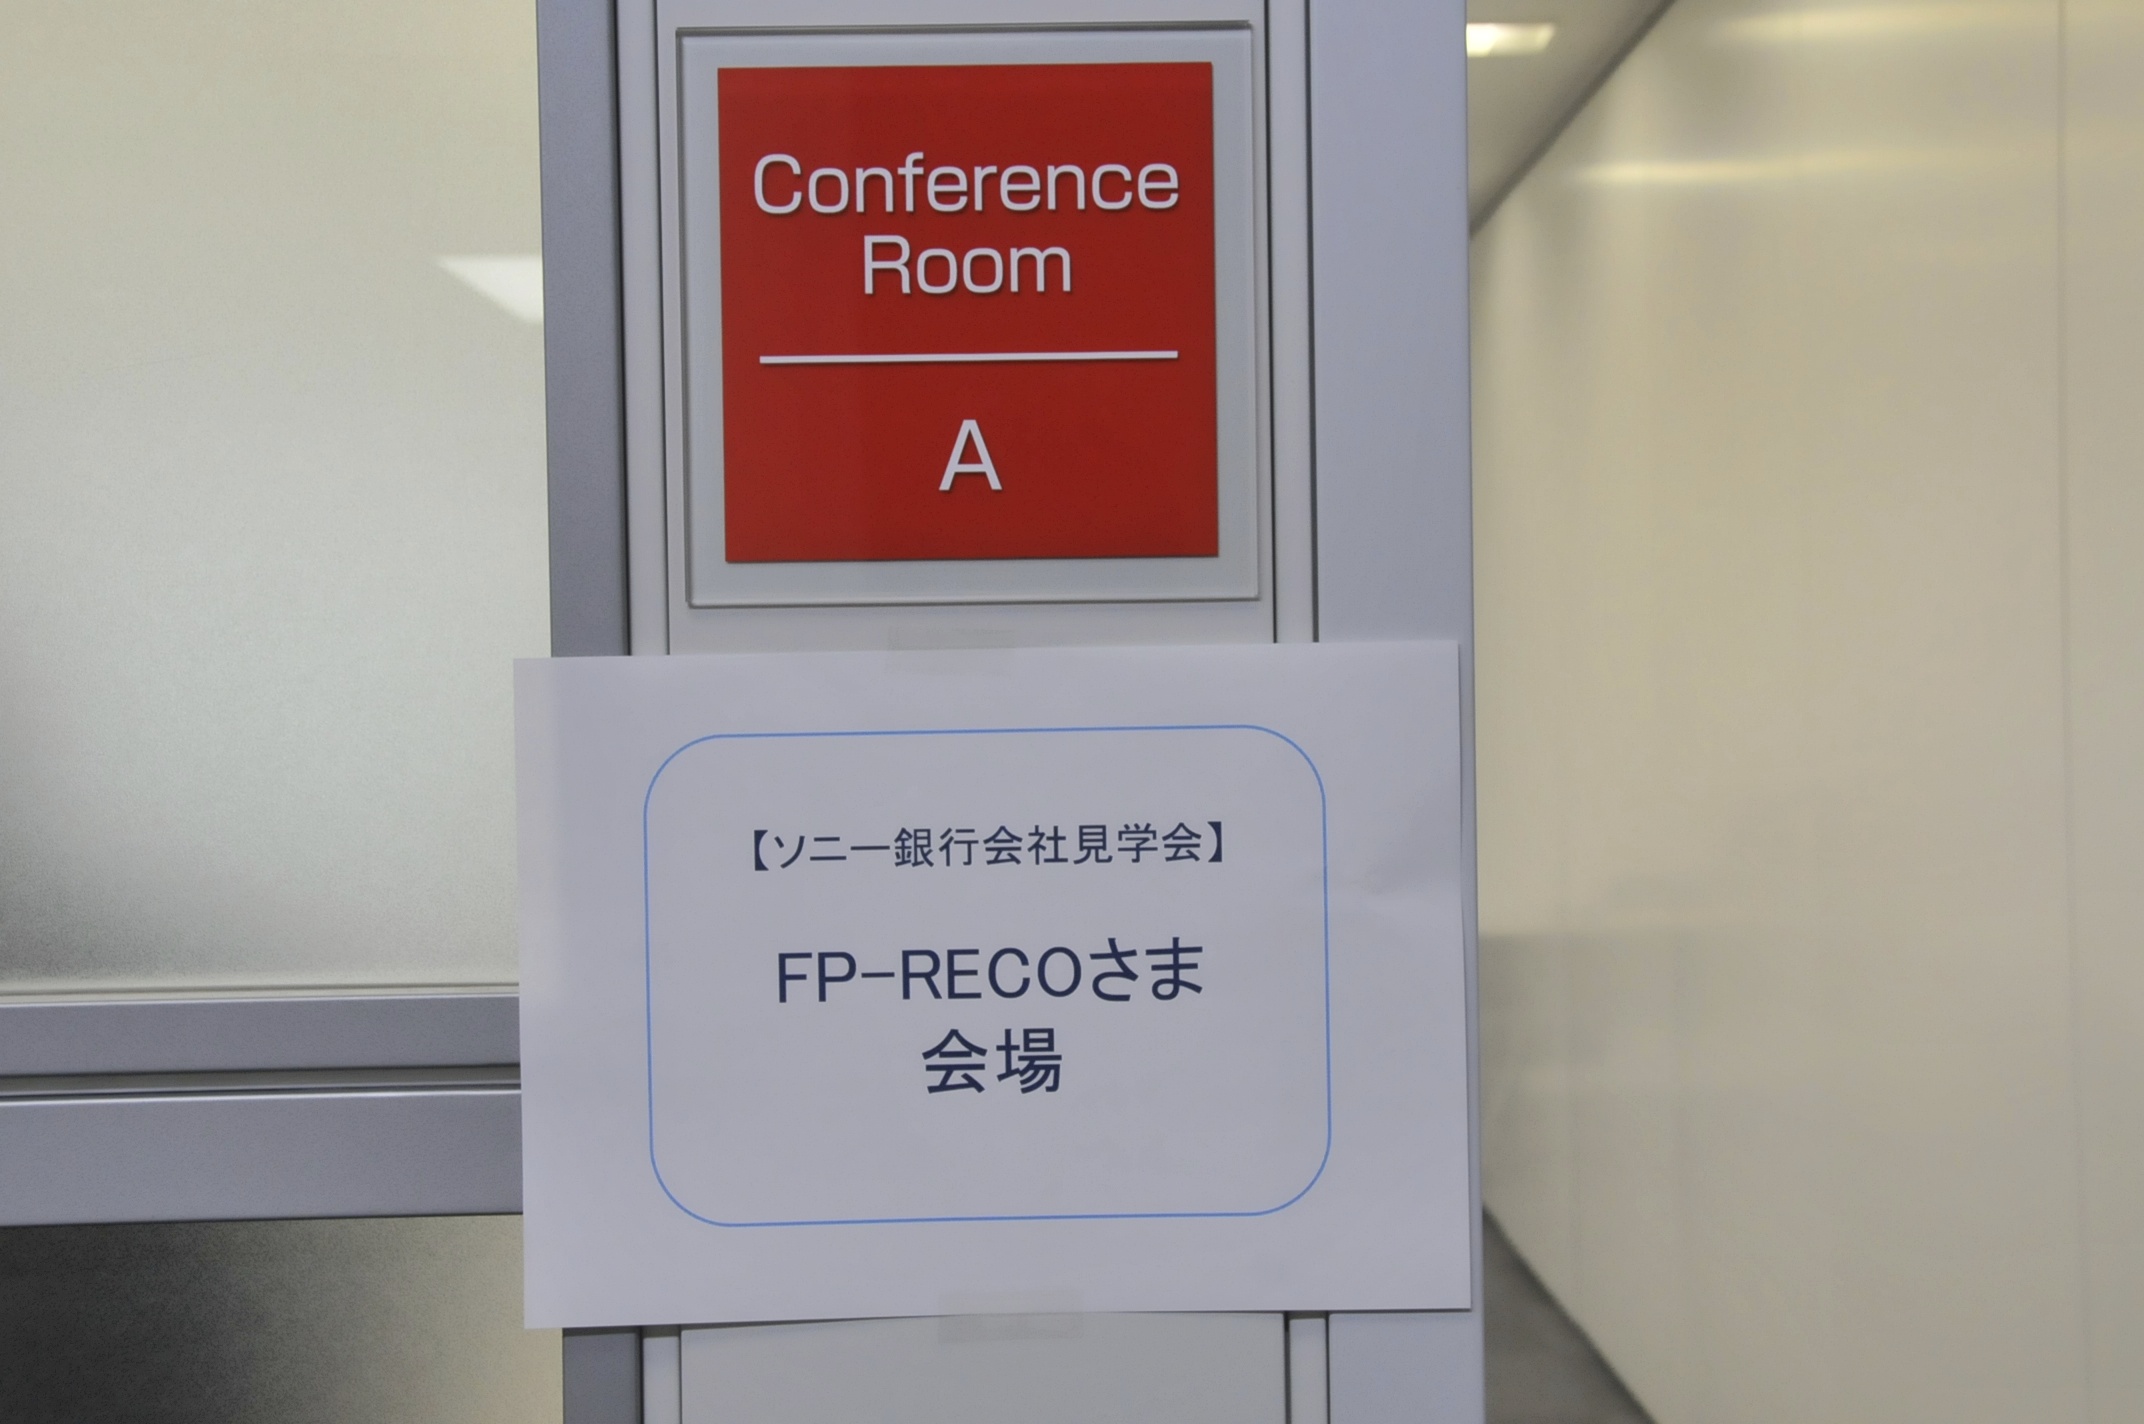 Conference
Room
A
【ソニー銀行会社見学会】
FP-RECOさま
会場